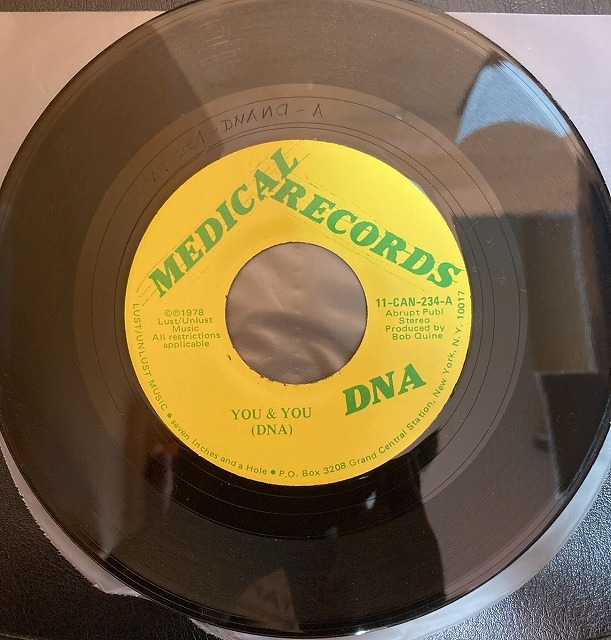 MEDICAL RECORDS
©℗1978
Lust/Unlust
Music
All restrictions
applicable
11-CAN-234-A
Abrupt Publ
Stereo
Produced by
Bob Quine
DNA
YOU & YOU
(DNA)
LUST/UNLUST MUSIC ● seven inches and a Hole ● P.O. Box 3208 Grand Central Station, New York, N.Y. 10017